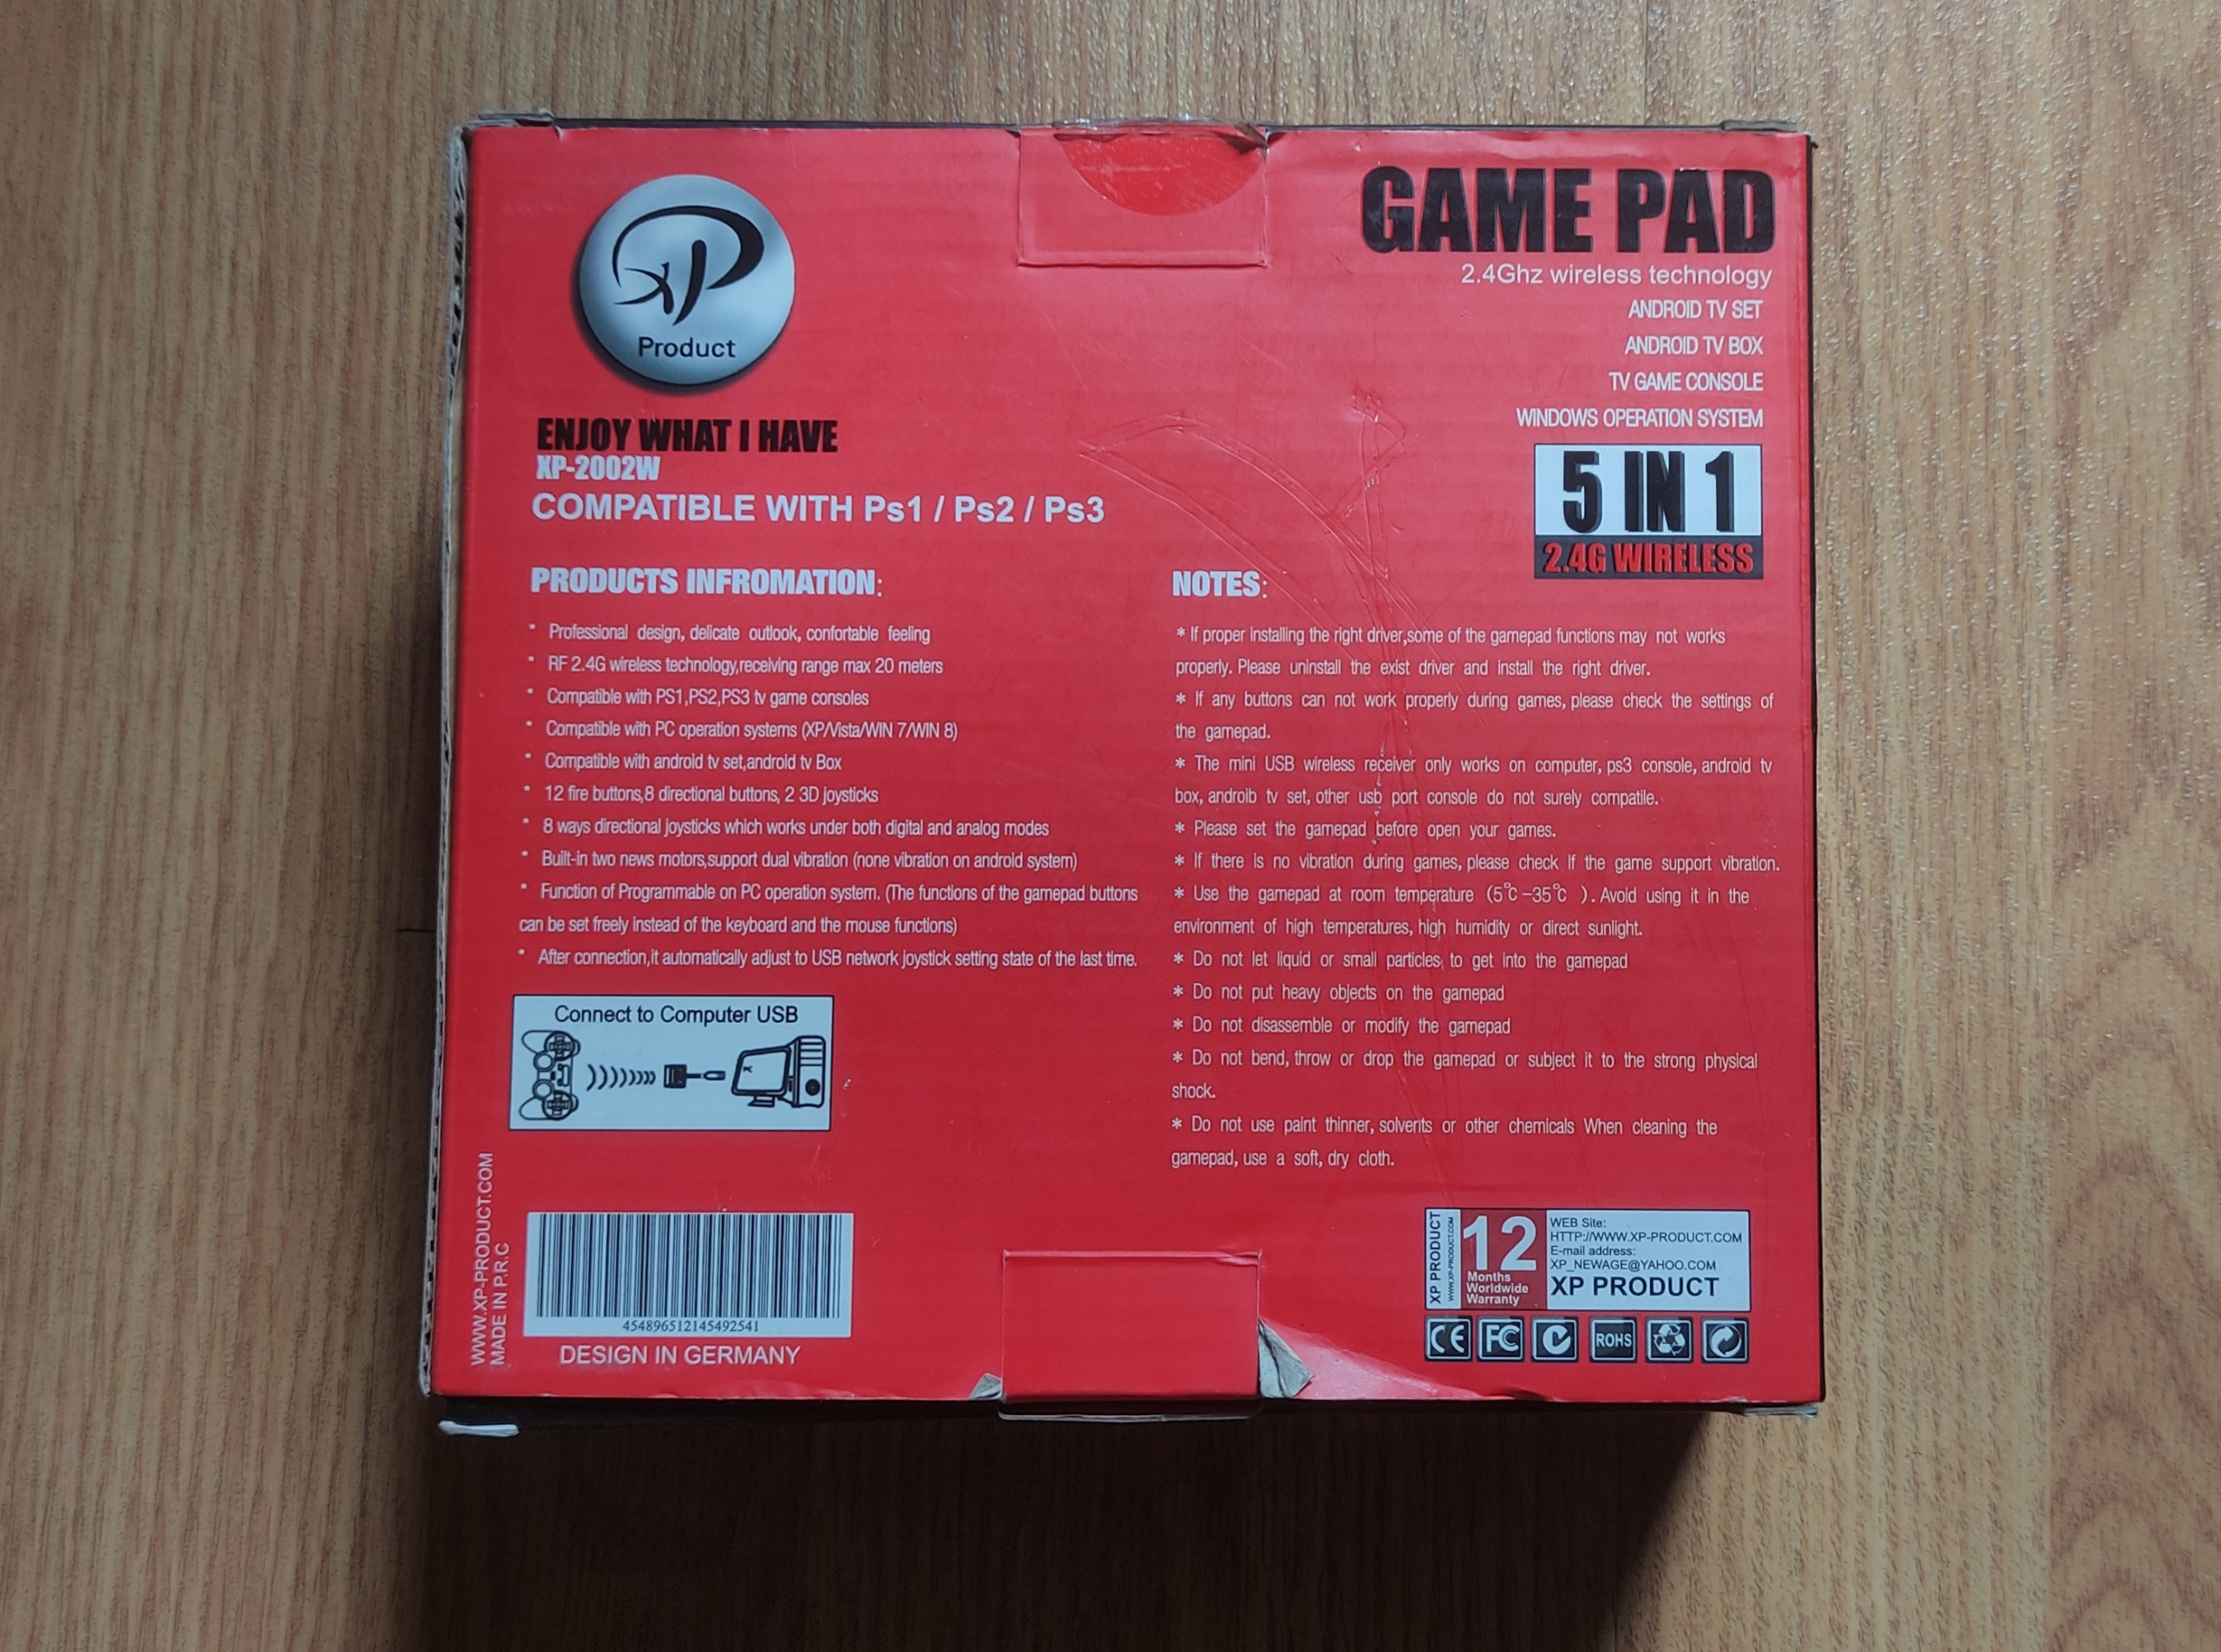 XP
Product
GAME PAD
2.4Ghz wireless technology
ANDROID TV SET
ANDROID TV BOX
TV GAME CONSOLE
WINDOWS OPERATION SYSTEM
5 IN 1
2.4G WIRELESS
ENJOY WHAT I HAVE
XP-2002W
COMPATIBLE WITH Ps1 / Ps2 / Ps3
PRODUCTS INFROMATION:
* Professional design, delicate outlook, confortable feeling
* RF 2.4G wireless technology,receiving range max 20 meters
* Compatible with PS1,PS2,PS3 tv game consoles
* Compatible with PC operation systems (XP/Vista/WIN 7/WIN 8)
* Compatible with android tv set,android tv Box
* 12 fire buttons,8 directional buttons, 2 3D joysticks
* 8 ways directional joysticks which works under both digital and analog modes
* Built-in two news motors,support dual vibration (none vibration on android system)
* Function of Programmable on PC operation system. (The functions of the gamepad buttons
can be set freely instead of the keyboard and the mouse functions)
* After connection,it automatically adjust to USB network joystick setting state of the last time.
NOTES:
* If proper installing the right driver,some of the gamepad functions may not works
properly. Please uninstall the exist driver and install the right driver.
* If any buttons can not work properly during games, please check the settings of
the gamepad.
* The mini USB wireless receiver only works on computer, ps3 console, android tv
box, androib tv set, other usb port console do not surely compatile.
* Please set the gamepad before open your games.
* If there is no vibration during games, please check If the game support vibration.
* Use the gamepad at room temperature (5℃-35℃ ). Avoid using it in the
environment of high temperatures, high humidity or direct sunlight.
* Do not let liquid or small particles to get into the gamepad
* Do not put heavy objects on the gamepad
* Do not disassemble or modify the gamepad
* Do not bend, throw or drop the gamepad or subject it to the strong physical
shock.
* Do not use paint thinner, solvents or other chemicals When cleaning the
gamepad, use a soft, dry cloth.
Connect to Computer USB
WWW.XP-PRODUCT.COM
MADE IN P.R.C
454896512145492541
DESIGN IN GERMANY
XP PRODUCT
WWW.XP-PRODUCT.COM
12
Months
Worldwide
Warranty
WEB Site:
HTTP://WWW.XP-PRODUCT.COM
E-mail address:
XP_NEWAGE@YAHOO.COM
XP PRODUCT
CE
FC
ROHS